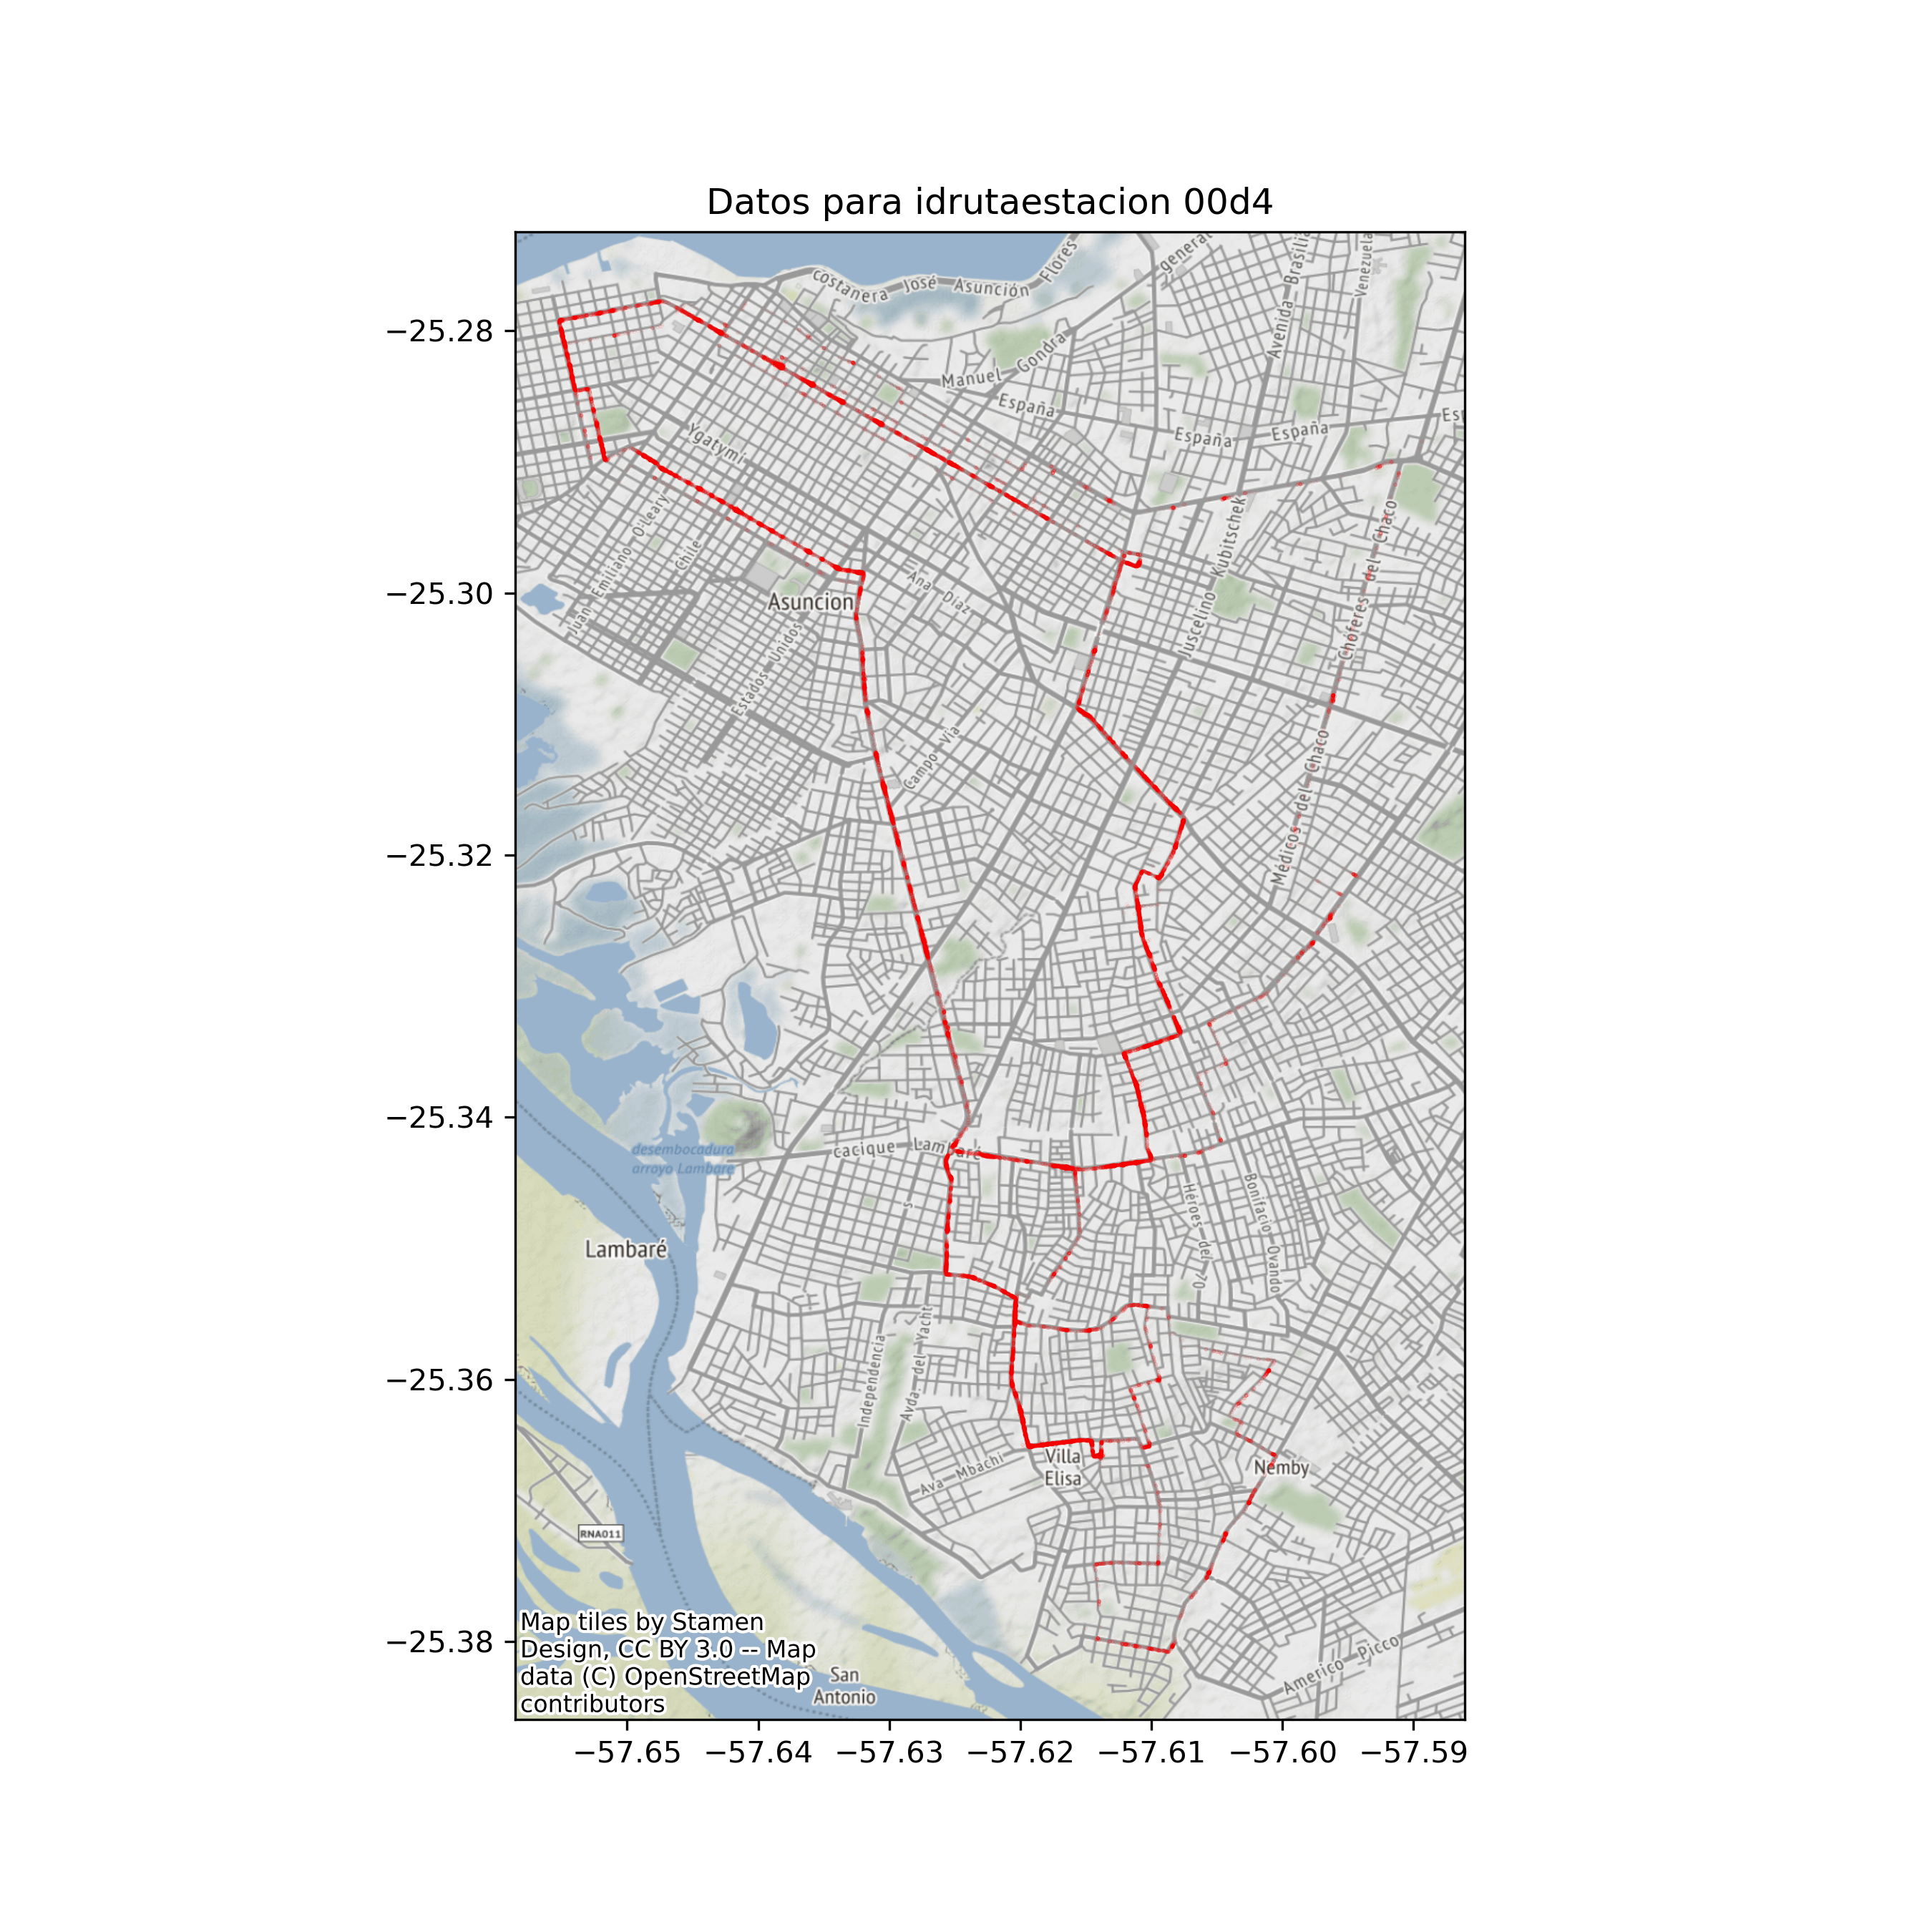 Datos para idrutaestacion 00d4
costanera José Asunción Flores
general
Avenida Brasilia
Venezuela
−25.28
Manuel Gondra
España
España
España
Ygatymi
Juan Emiliano O'Leary
Chile
Juscelino Kubitschek
Chóferes del Chaco
−25.30
Asuncion
Ana Díaz
Estados Unidos
Campo Vía
Médicos del Chaco
−25.32
−25.34
desembocadura
arroyo Lambare
cacique Lambaré
s
Héroes del 70
Bonifacio Ovando
Lambaré
Independencia
Avda. del Yacht
−25.36
Villa
Elisa
Ava Mbachi
Ñemby
RNA011
Map tiles by Stamen
Design, CC BY 3.0 -- Map
data (C) OpenStreetMap
contributors
−25.38
San
Antonio
Americo Picco
−57.65 −57.64 −57.63 −57.62 −57.61 −57.60 −57.59